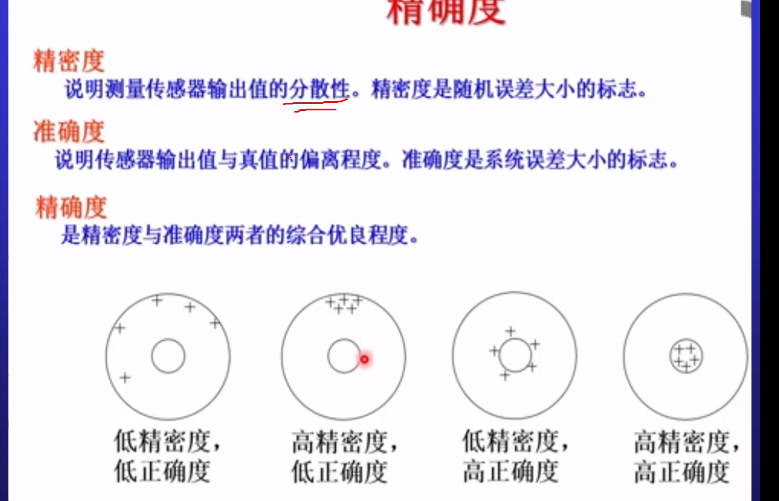 精确度
精密度
说明测量传感器输出值的分散性。精密度是随机误差大小的标志。
准确度
说明传感器输出值与真值的偏离程度。准确度是系统误差大小的标志。
精确度
是精密度与准确度两者的综合优良程度。
低精密度，
低正确度
高精密度，
低正确度
低精密度，
高正确度
高精密度，
高正确度